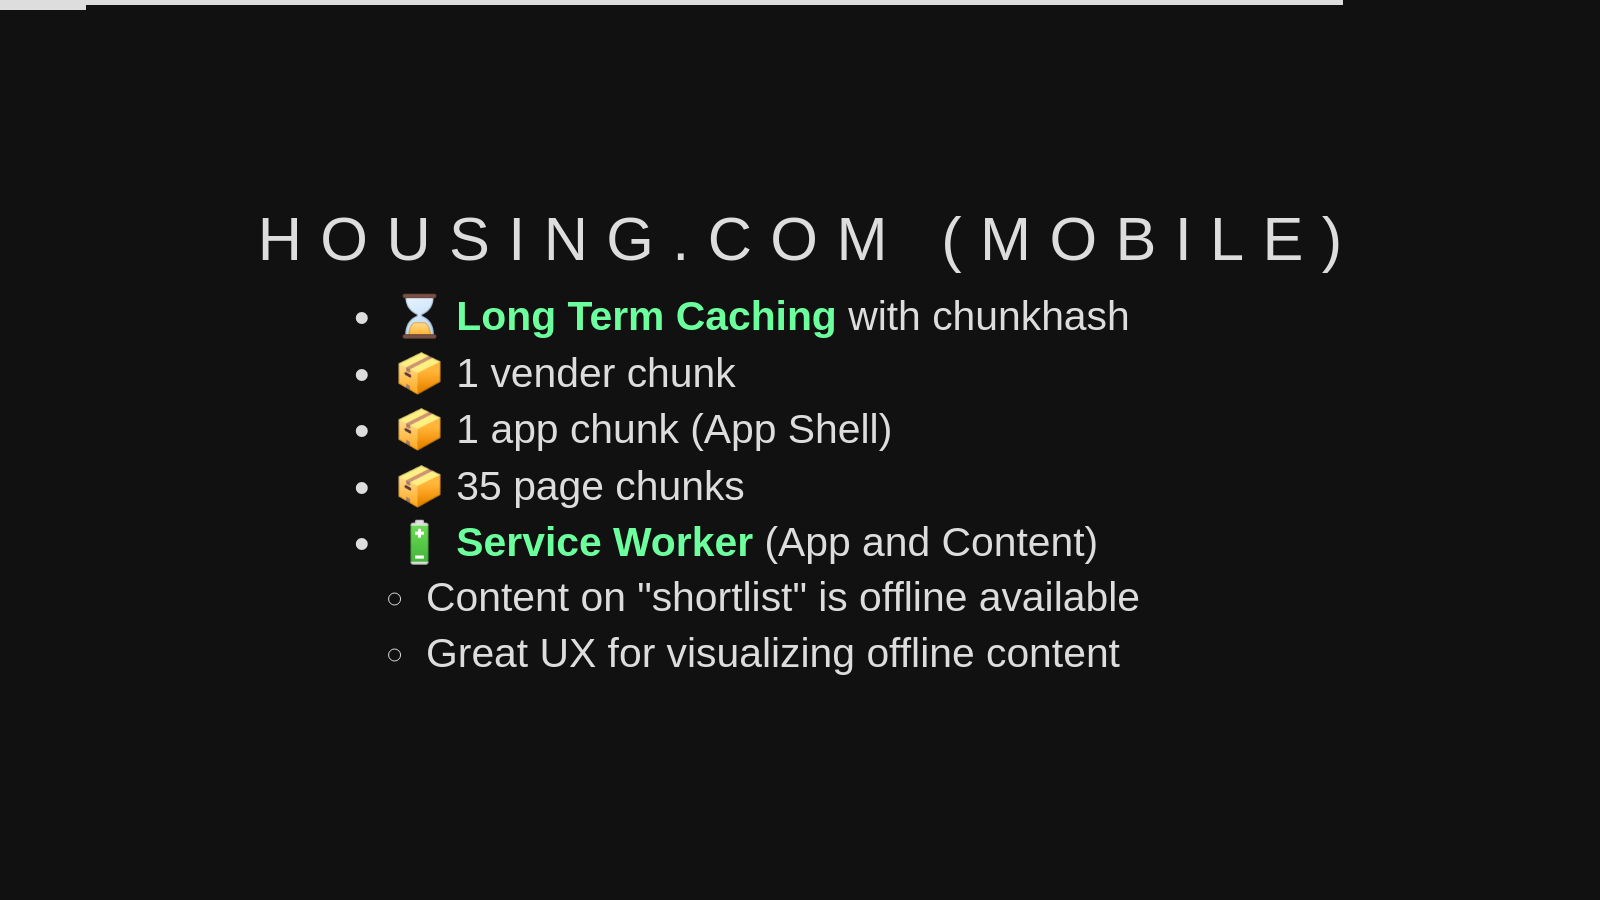 HOUSING.COM (MOBILE)
⌛ Long Term Caching with chunkhash
📦 1 vender chunk
📦 1 app chunk (App Shell)
📦 35 page chunks
🔋 Service Worker (App and Content)
Content on "shortlist" is offline available
Great UX for visualizing offline content